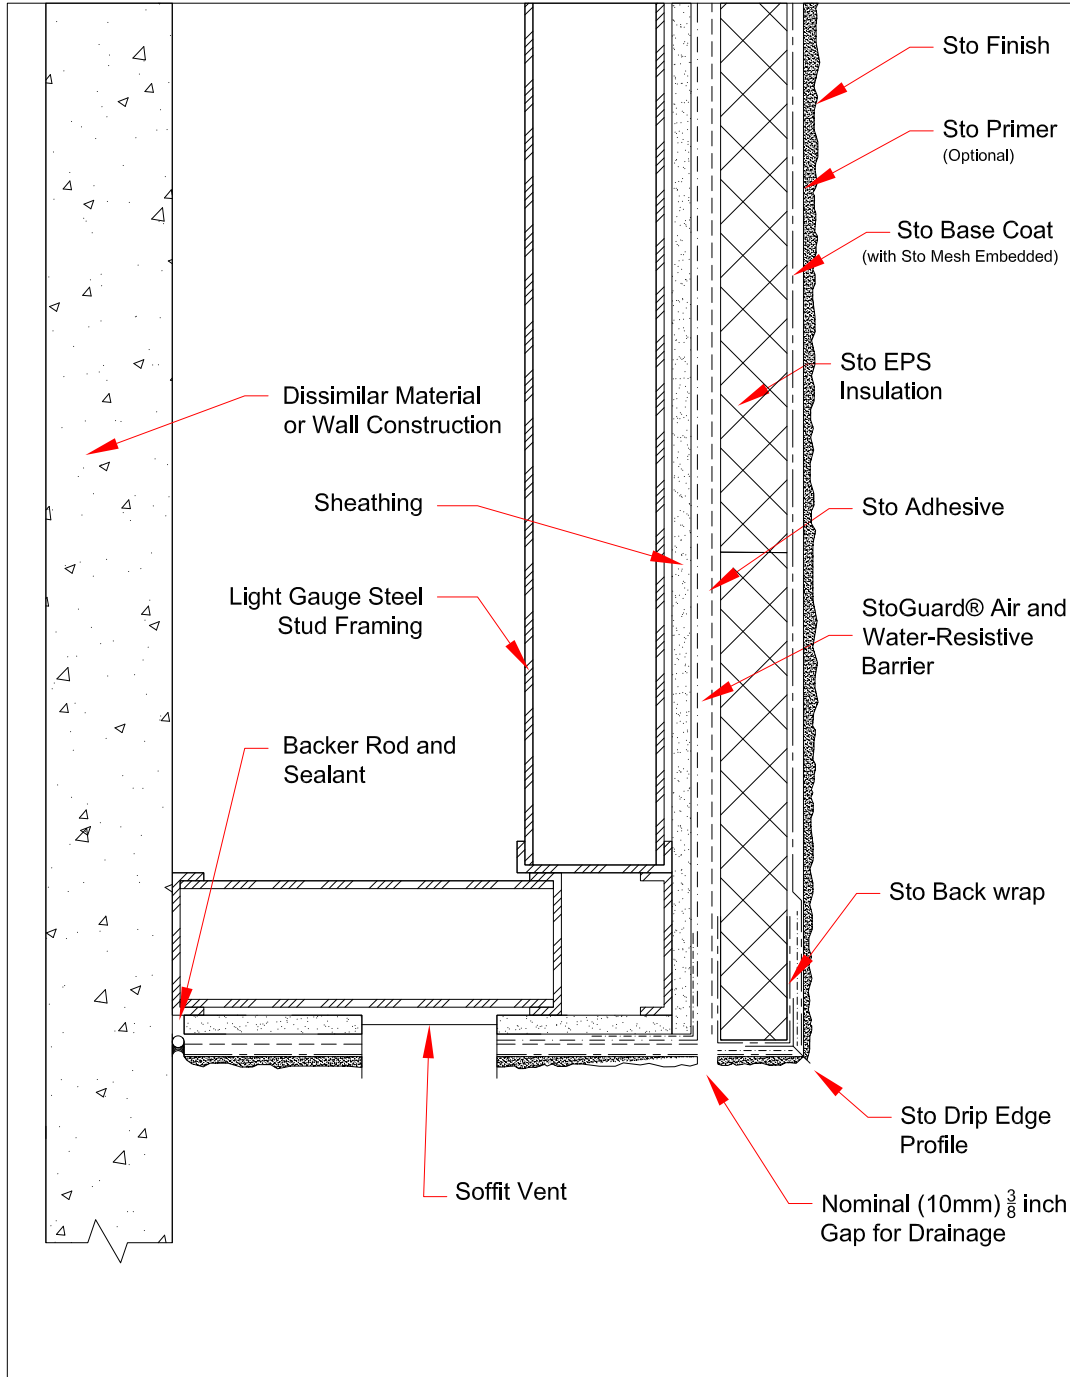 Sto Finish
Sto Primer
(Optional)
Sto Base Coat
(with Sto Mesh Embedded)
Sto EPS
Insulation
Dissimilar Material
or Wall Construction
Sheathing
Sto Adhesive
Light Gauge Steel
Stud Framing
StoGuard® Air and
Water-Resistive
Barrier
Backer Rod and
Sealant
Sto Back wrap
Sto Drip Edge
Profile
Soffit Vent
Nominal (10mm) 3/8 inch
Gap for Drainage